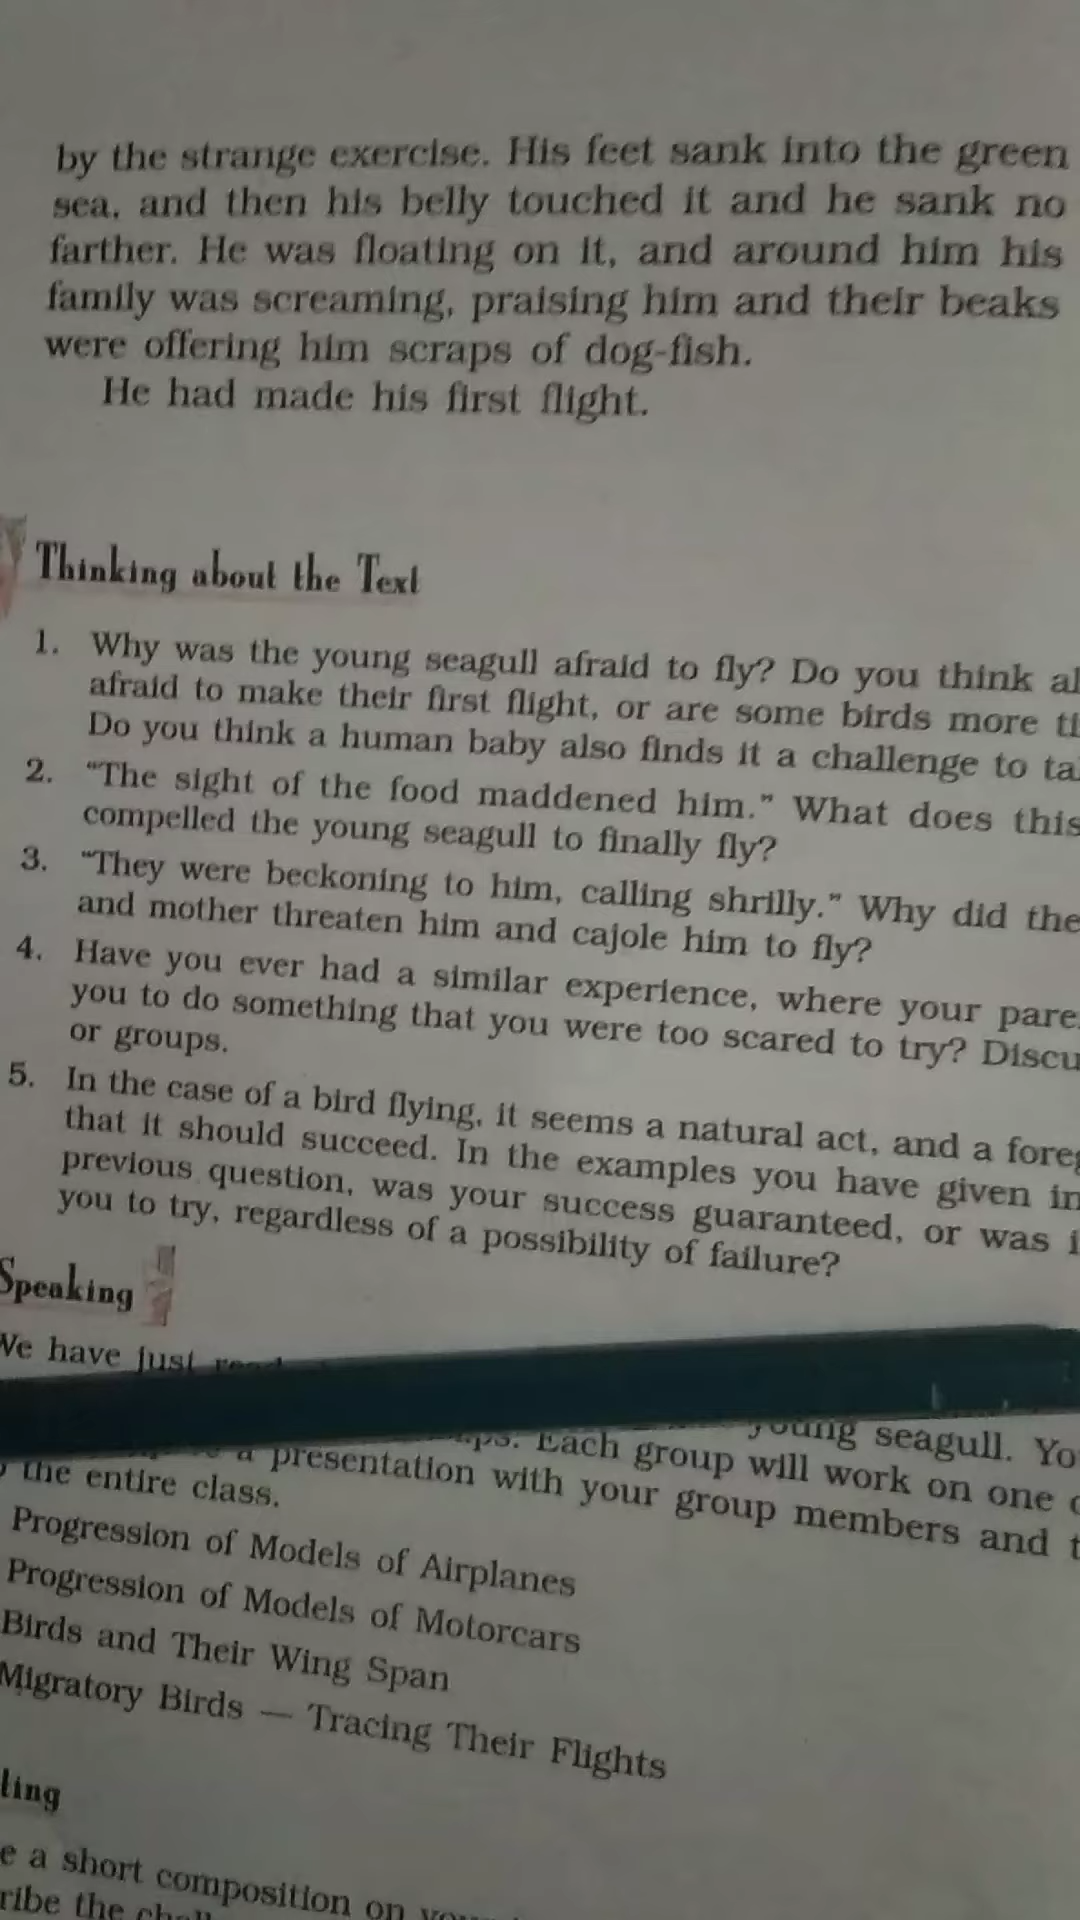 by the strange exercise. His feet sank into the green
sea, and then his belly touched it and he sank no
farther. He was floating on it, and around him his
family was screaming, praising him and their beaks
were offering him scraps of dog-fish.
He had made his first flight.
Thinking about the Text
1. Why was the young seagull afraid to fly? Do you think
afraid to make their first flight, or are some birds more
Do you think a human baby also finds it a challenge to
2. “The sight of the food maddened him.” What does this
compelled the young seagull to finally fly?
3. “They were beckoning to him, calling shrilly.” Why did the
and mother threaten him and cajole him to fly?
4. Have you ever had a similar experience, where your
you to do something that you were too scared to try?
or groups.
5. In the case of a bird flying, it seems a natural act, and a
that it should succeed. In the examples you have given in
previous question, was your success guaranteed, or was
you to try, regardless of a possibility of failure?
Speaking
We have just
young seagull.
Each group will work on one
a presentation with your group members and
the entire class.
Progression of Models of Airplanes
Progression of Models of Motorcars
Birds and Their Wing Span
Migratory Birds — Tracing Their Flights
a short composition on
the